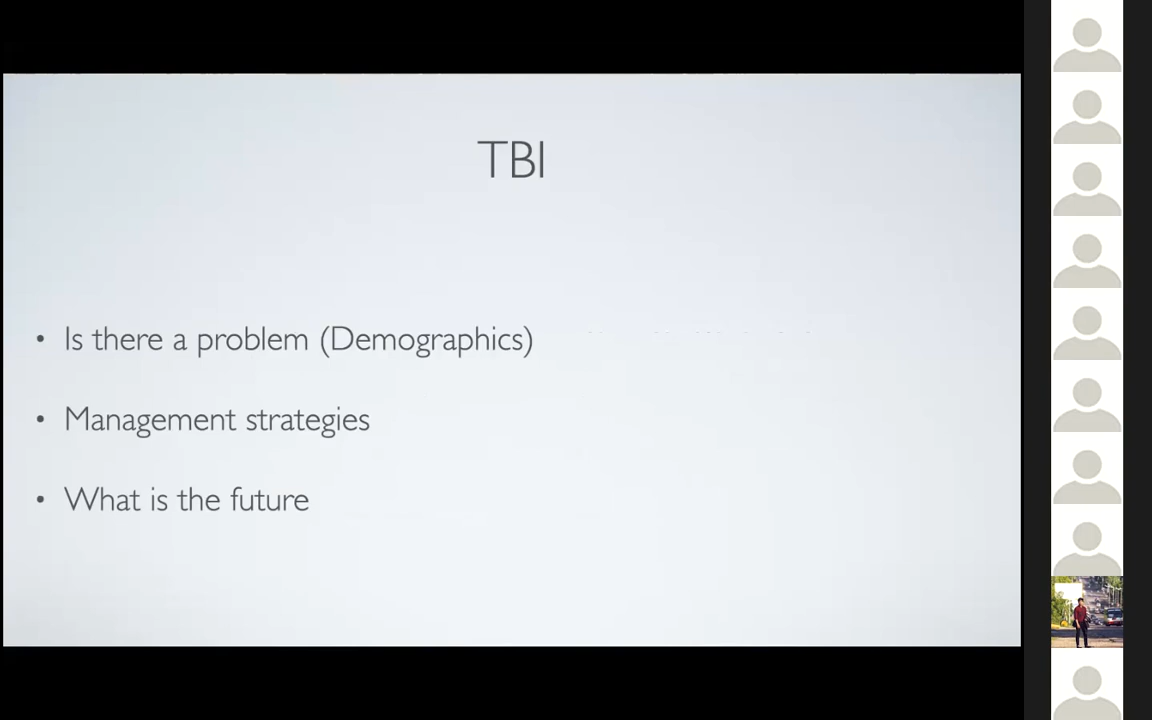 TBI
• Is there a problem (Demographics)
• Management strategies
• What is the future